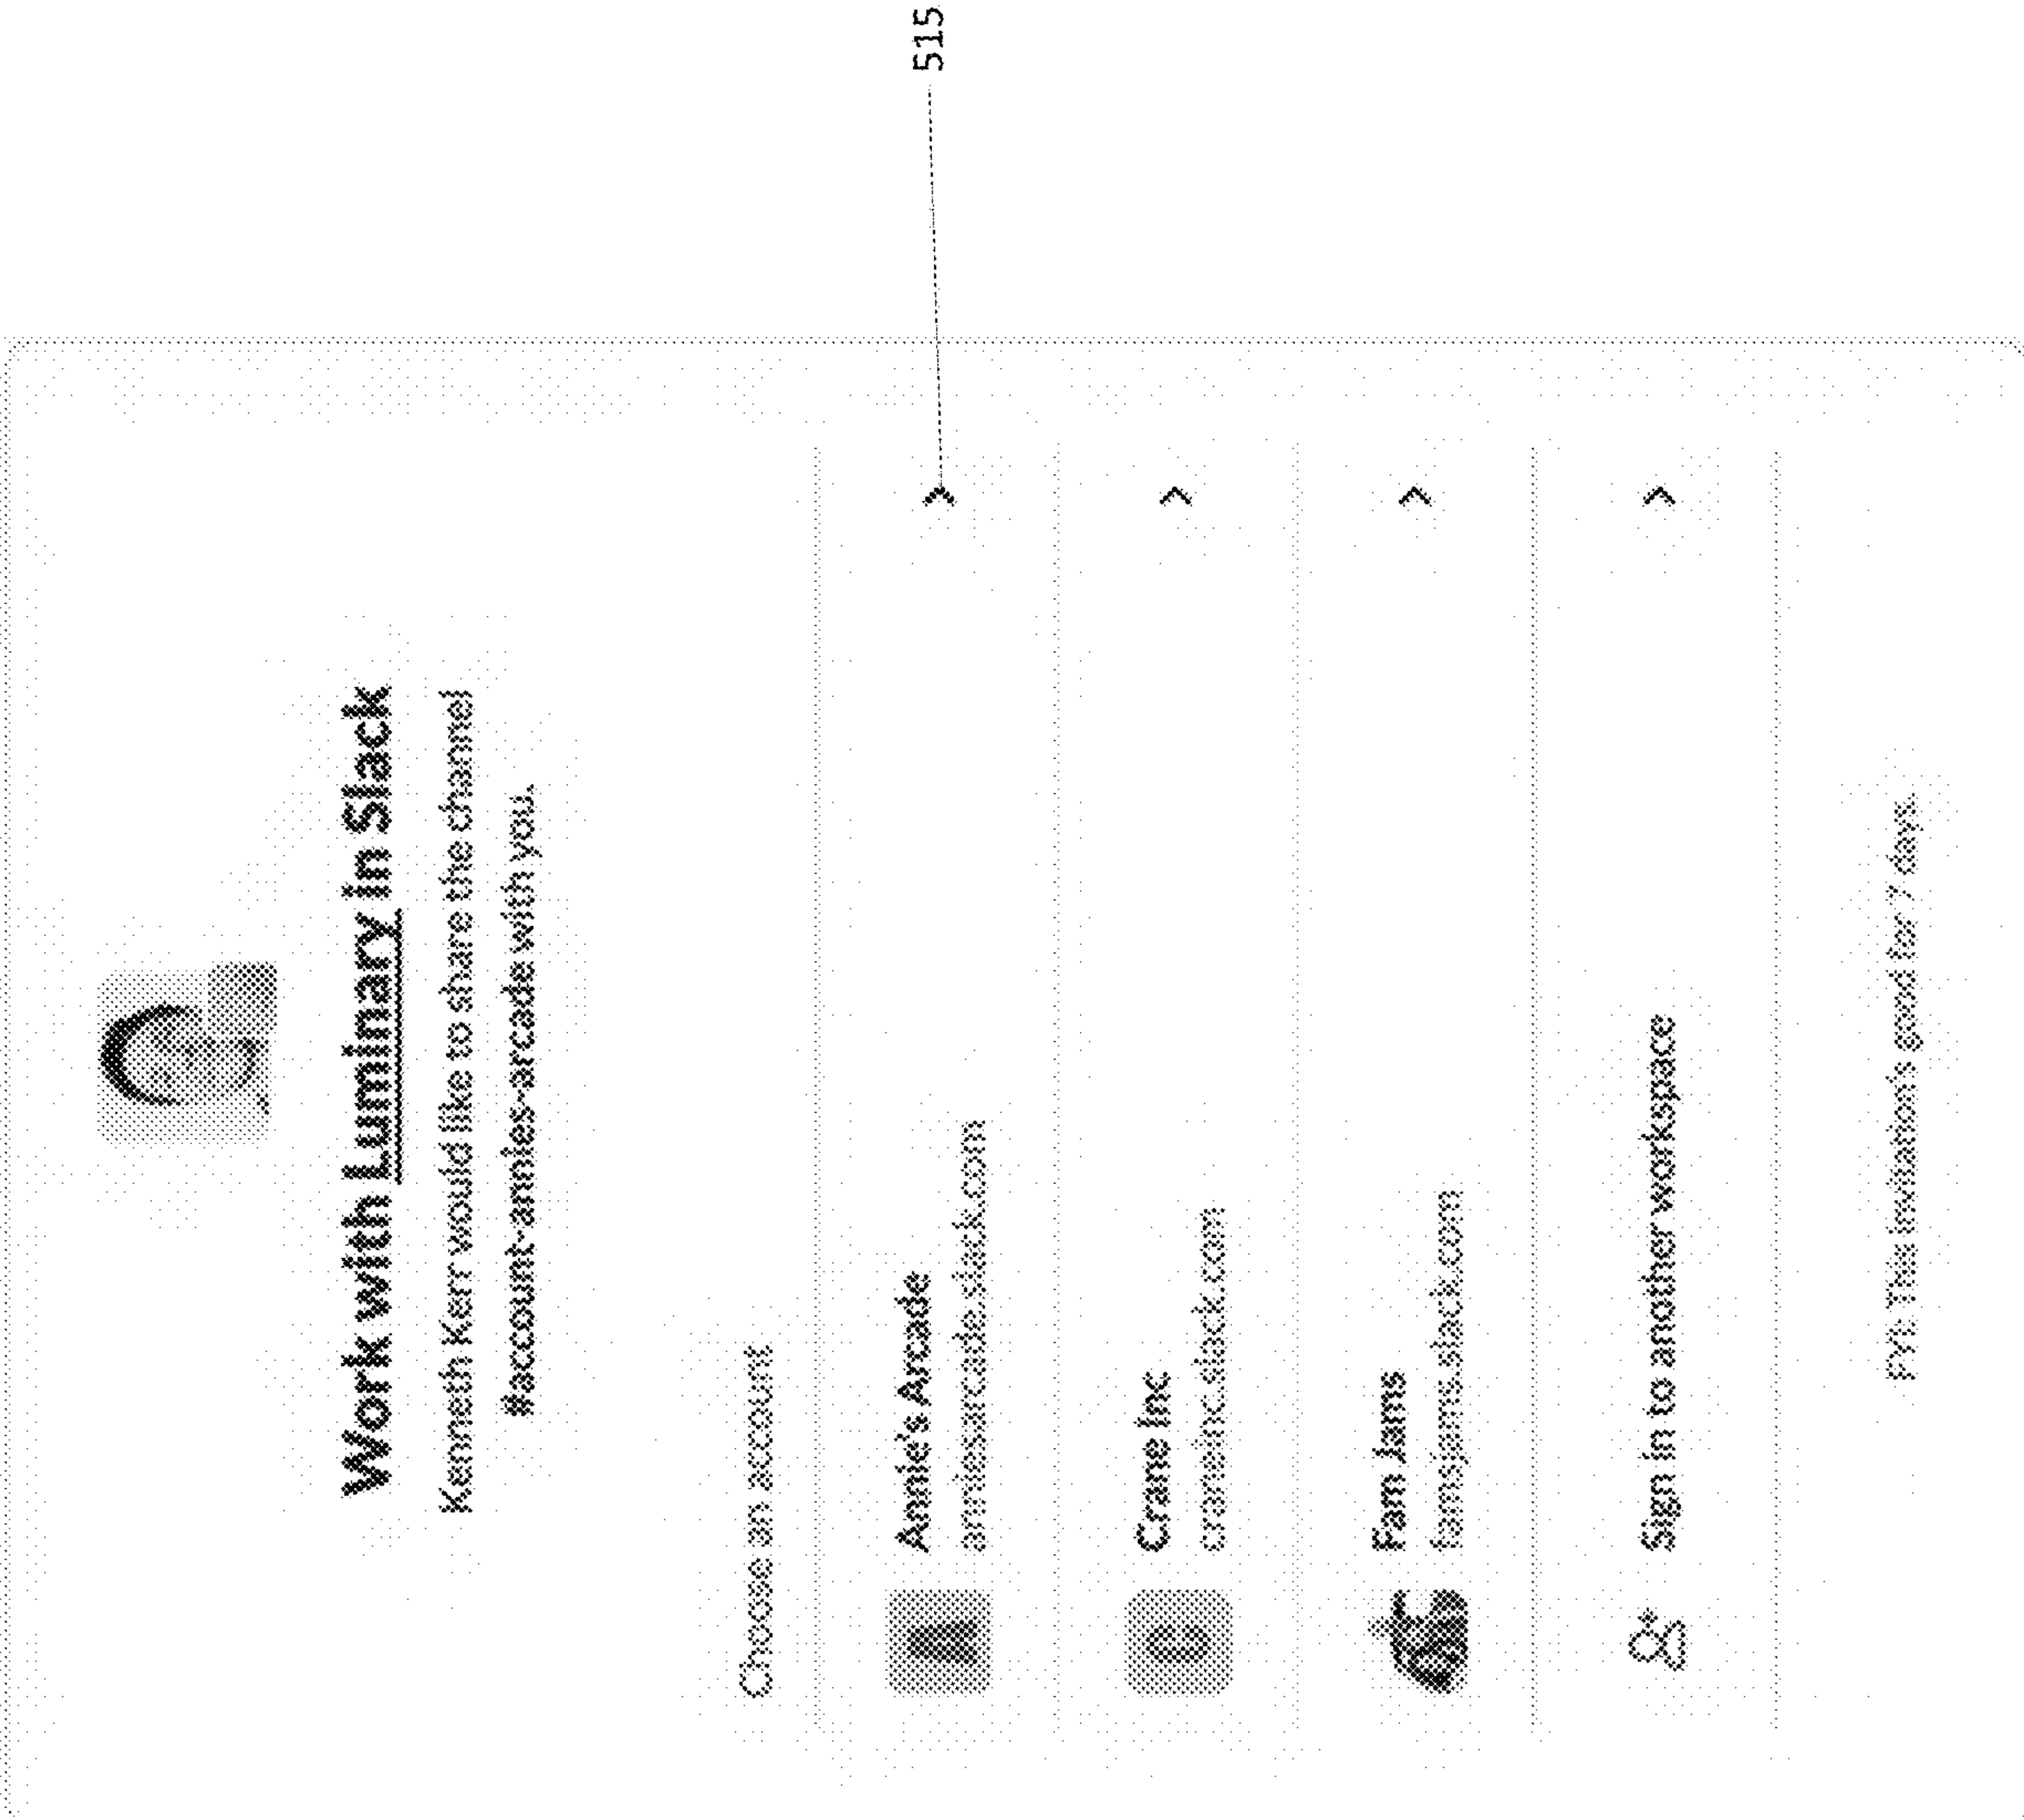 Work with Luminary in Slack
Kenneth Kerr would like to share the channel
#account-annies-arcade with you.
Choose an account
Annie's Arcade
anniesarcade.slack.com
515
Crane Inc
craneinc.slack.com
Fam Jams
famsjams.slack.com
Sign in to another workspace
FYI: This invitation's good for 7 days.